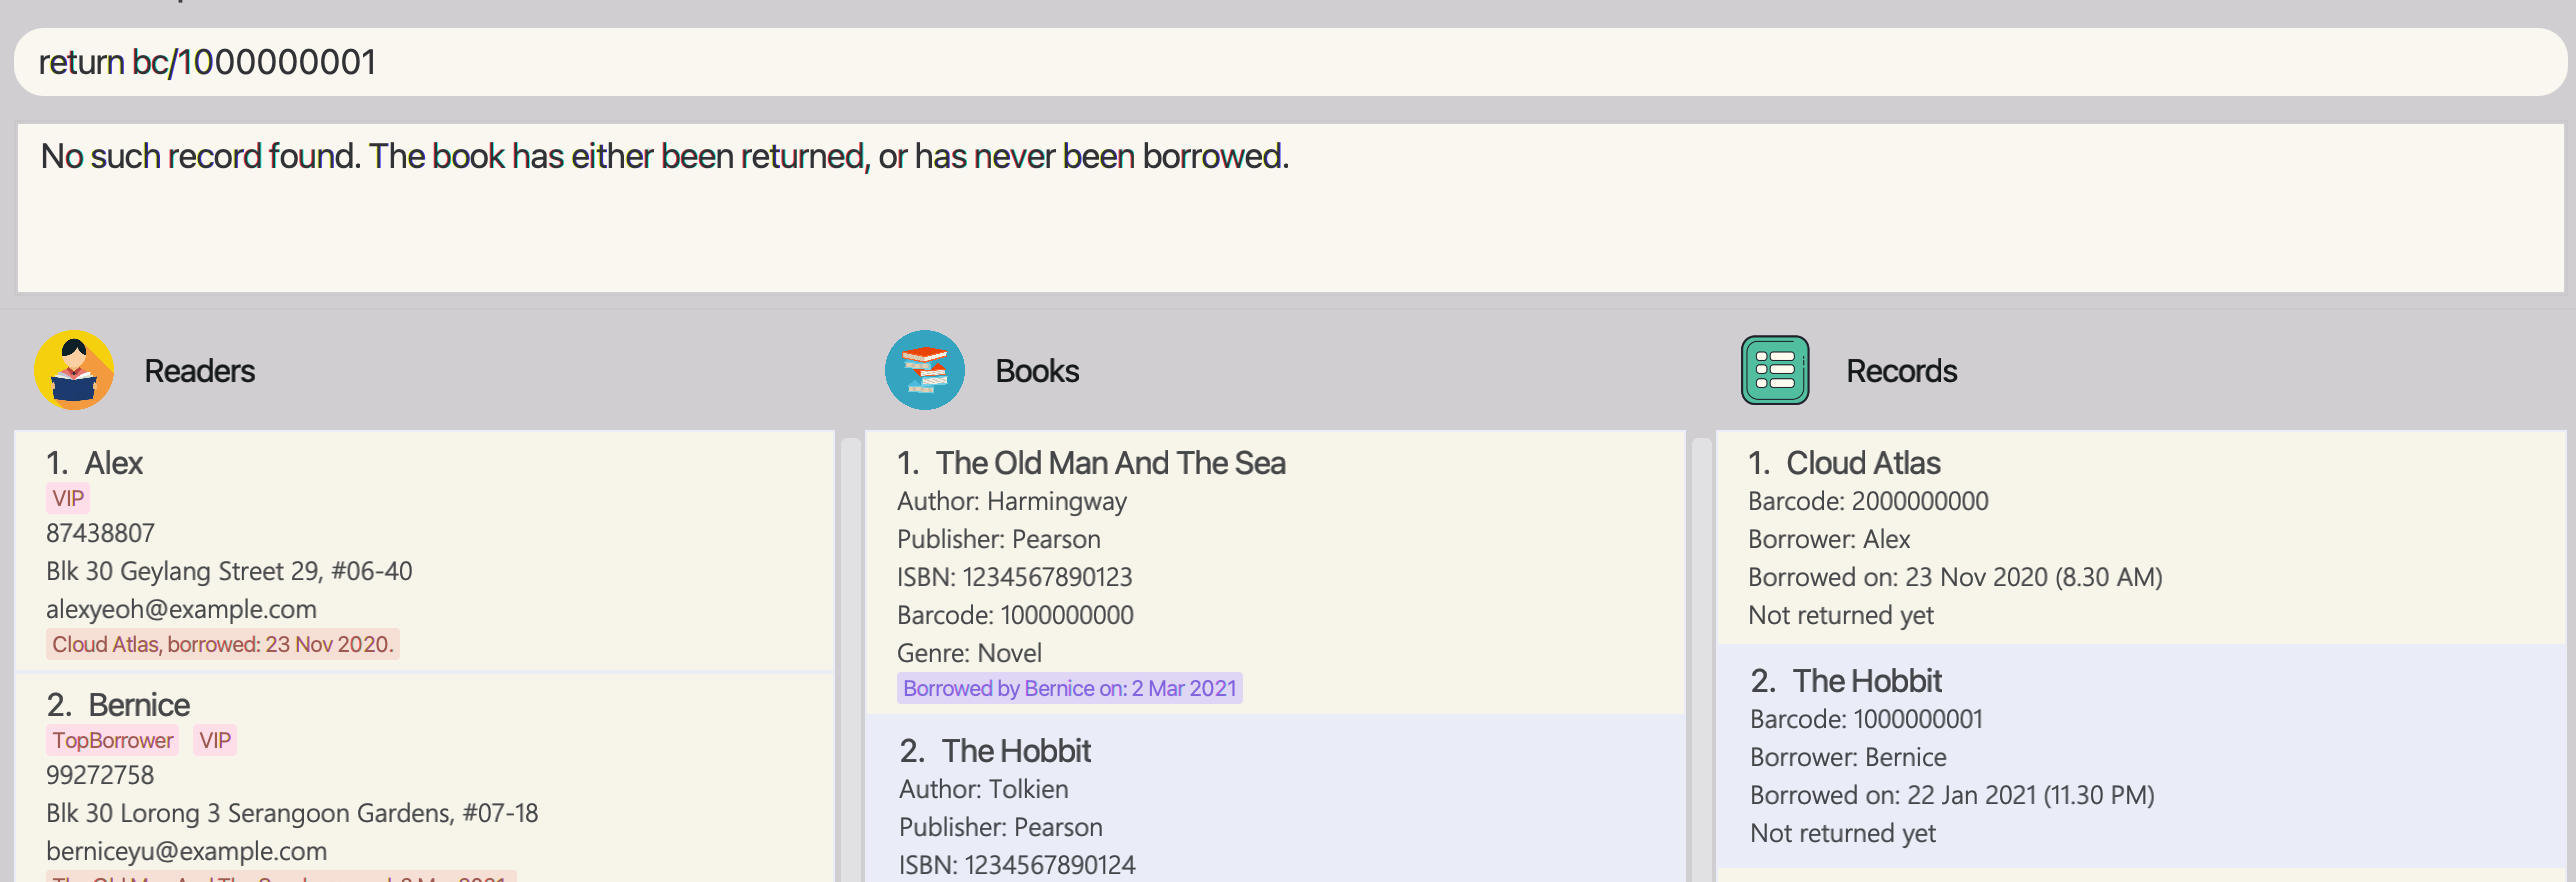 return bc/1000000001
No such record found. The book has either been returned, or has never been borrowed.
Readers
1. Alex
VIP
87438807
Blk 30 Geylang Street 29, #06-40
alexyeoh@example.com
Cloud Atlas, borrowed: 23 Nov 2020.
2. Bernice
TopBorrower VIP
99272758
Blk 30 Lorong 3 Serangoon Gardens, #07-18
berniceyu@example.com
Books
1. The Old Man And The Sea
Author: Harmingway
Publisher: Pearson
ISBN: 1234567890123
Barcode: 1000000000
Genre: Novel
Borrowed by Bernice on: 2 Mar 2021
2. The Hobbit
Author: Tolkien
Publisher: Pearson
ISBN: 1234567890124
Records
1. Cloud Atlas
Barcode: 2000000000
Borrower: Alex
Borrowed on: 23 Nov 2020 (8.30 AM)
Not returned yet
2. The Hobbit
Barcode: 1000000001
Borrower: Bernice
Borrowed on: 22 Jan 2021 (11.30 PM)
Not returned yet